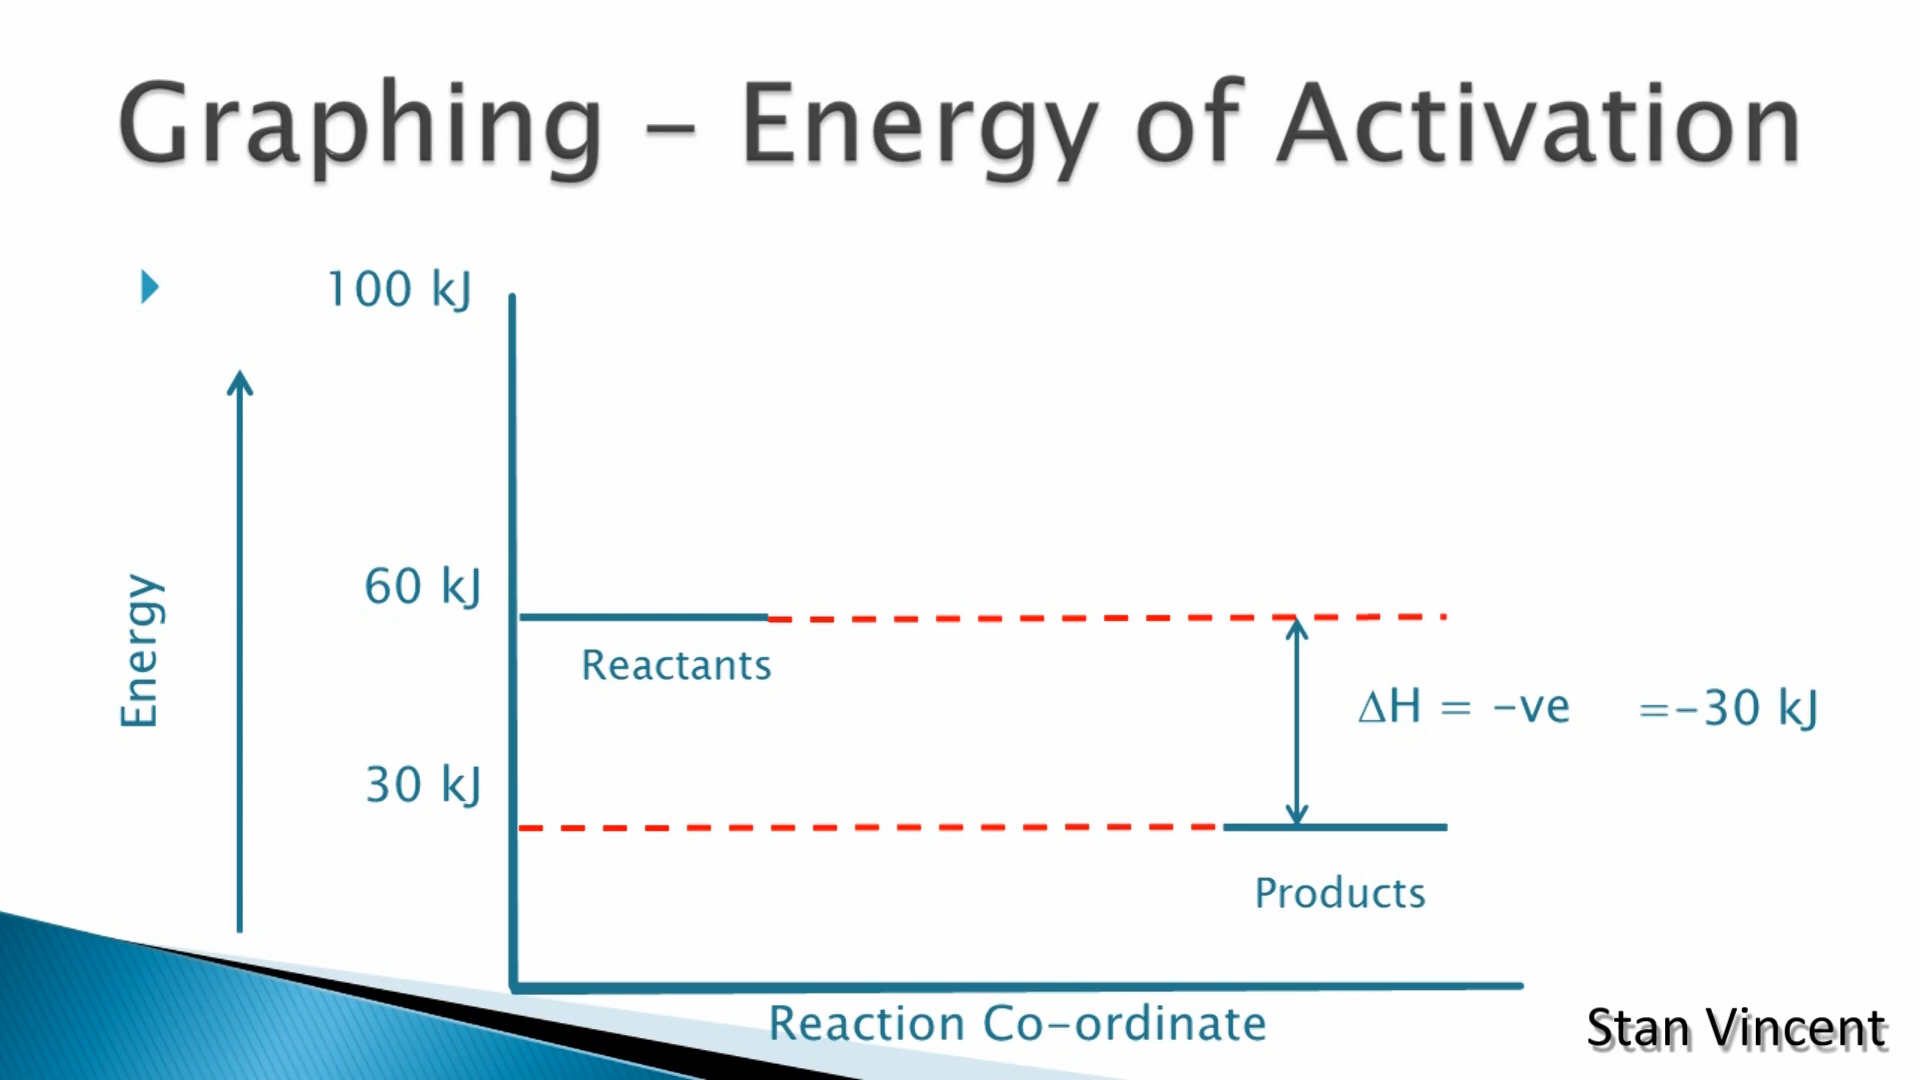 Graphing – Energy of Activation
100 kJ
60 kJ
Reactants
Energy
ΔH = –ve =–30 kJ
30 kJ
Products
Reaction Co–ordinate
Stan Vincent